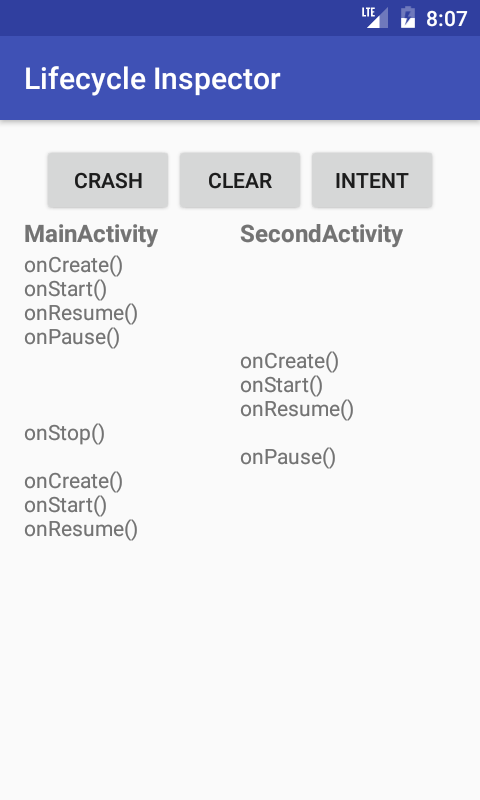 LTE 8:07
Lifecycle Inspector
CRASH CLEAR INTENT
MainActivity SecondActivity
onCreate()
onStart()
onResume()
onPause()
onCreate()
onStart()
onResume()
onStop()
onPause()
onCreate()
onStart()
onResume()